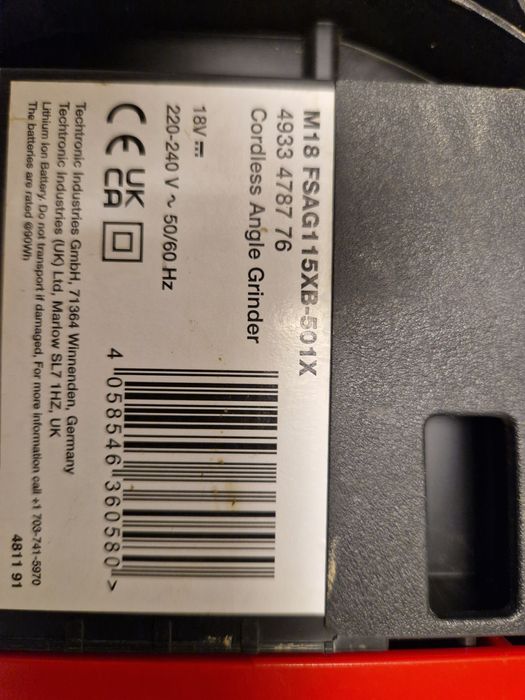 M18 FSAG115XB-501X
4933 4787 76
Cordless Angle Grinder
18V ⎓
220-240 V ~ 50/60 Hz
CE UK CA
4 058546 360580 >
Techtronic Industries GmbH, 71364 Winnenden, Germany
Techtronic Industries (UK) Ltd, Marlow SL7 1HZ, UK
Lithium Ion Battery. Do not transport if damaged, For more information call +1 703-741-5970
The batteries are rated @90Wh
4811 91